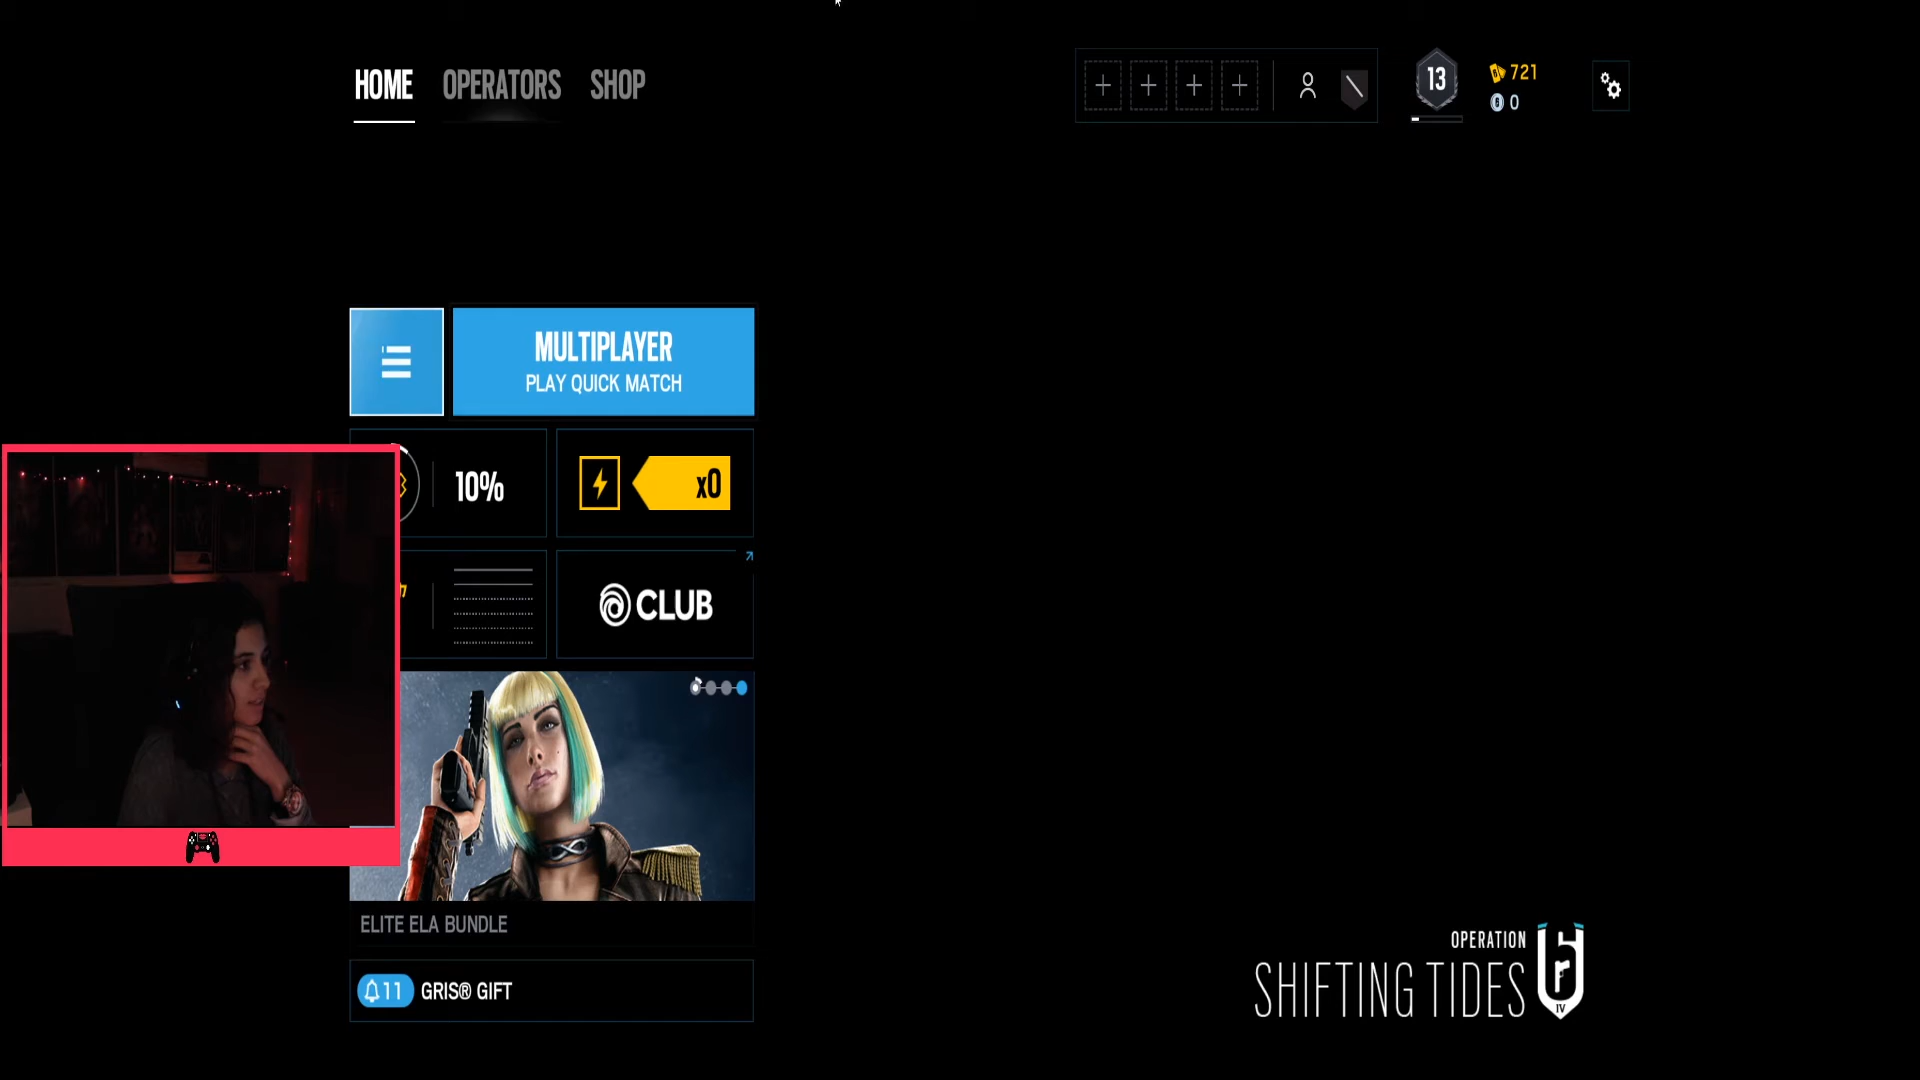 HOME OPERATORS SHOP
13
721
0
MULTIPLAYER
PLAY QUICK MATCH
10%
x0
CLUB
ELITE ELA BUNDLE
11 GRIS® GIFT
OPERATION
SHIFTING TIDES
IV